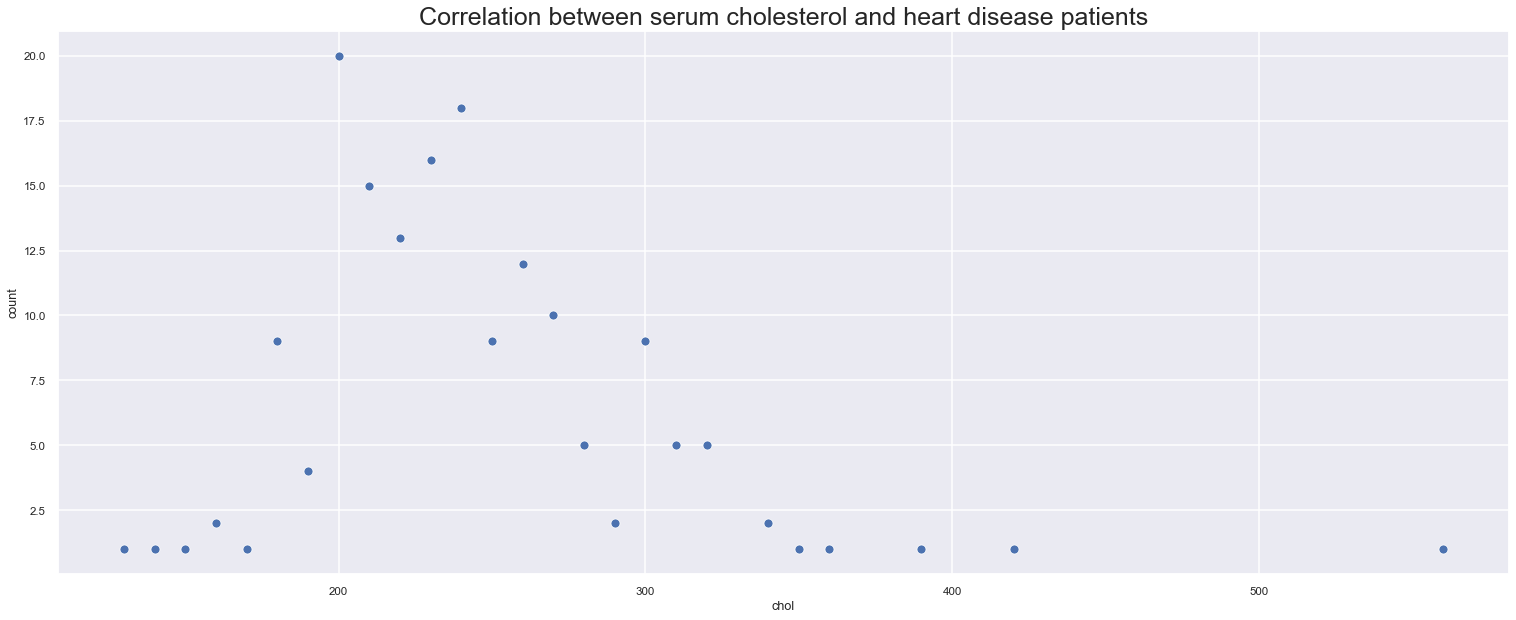 Correlation between serum cholesterol and heart disease patients
20.0
17.5
15.0
12.5
10.0
7.5
5.0
2.5
count
200 300 400 500
chol